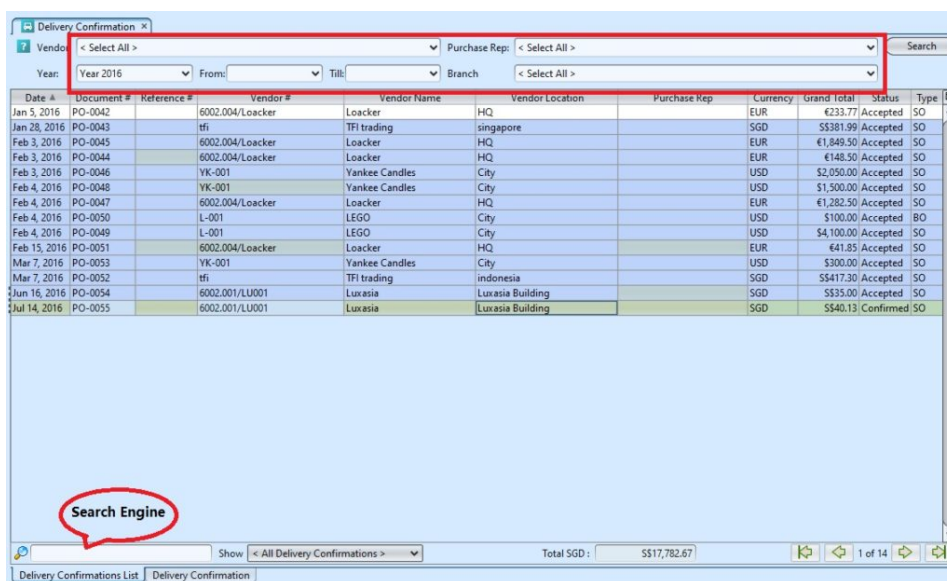 Delivery Confirmation ×
? Vendor < Select All > Purchase Rep: < Select All > Search
Year: Year 2016 From: Till: Branch < Select All >
Date Document # Reference # Vendor # Vendor Name Vendor Location Purchase Rep Currency Grand Total Status Type
Jan 5, 2016 PO-0042 6002.004/Loacker Loacker HQ EUR €233.77 Accepted SO
Jan 28, 2016 PO-0043 tfi TFI trading singapore SGD S$381.99 Accepted SO
Feb 3, 2016 PO-0045 6002.004/Loacker Loacker HQ EUR €1,849.50 Accepted SO
Feb 3, 2016 PO-0044 6002.004/Loacker Loacker HQ EUR €148.50 Accepted SO
Feb 3, 2016 PO-0046 YK-001 Yankee Candles City USD $2,050.00 Accepted SO
Feb 4, 2016 PO-0048 YK-001 Yankee Candles City USD $1,500.00 Accepted SO
Feb 4, 2016 PO-0047 6002.004/Loacker Loacker HQ EUR €1,282.50 Accepted SO
Feb 4, 2016 PO-0050 L-001 LEGO City USD $100.00 Accepted BO
Feb 4, 2016 PO-0049 L-001 LEGO City USD $4,100.00 Accepted SO
Feb 15, 2016 PO-0051 6002.004/Loacker Loacker HQ EUR €41.85 Accepted SO
Mar 7, 2016 PO-0053 YK-001 Yankee Candles City USD $300.00 Accepted SO
Mar 7, 2016 PO-0052 tfi TFI trading indonesia SGD S$417.30 Accepted SO
Jun 16, 2016 PO-0054 6002.001/LU001 Luxasia Luxasia Building SGD S$35.00 Accepted SO
Jul 14, 2016 PO-0055 6002.001/LU001 Luxasia Luxasia Building SGD S$40.13 Confirmed SO
Search Engine
Show < All Delivery Confirmations > Total SGD : S$17,782.67 1 of 14
Delivery Confirmations List Delivery Confirmation